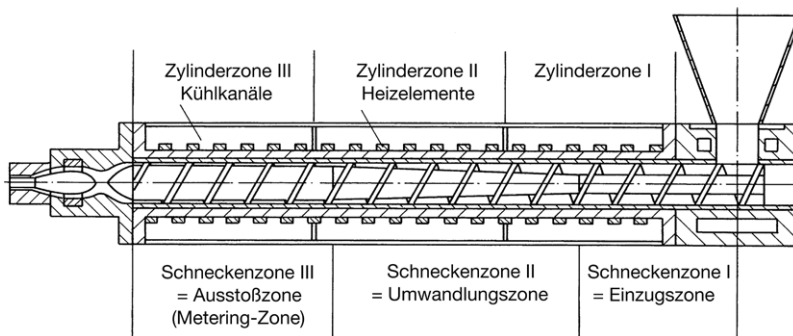 Zylinderzone III
Kühlkanäle
Zylinderzone II
Heizelemente
Zylinderzone I
Schneckenzone III
= Ausstoßzone
(Metering-Zone)
Schneckenzone II
= Umwandlungszone
Schneckenzone I
= Einzugszone